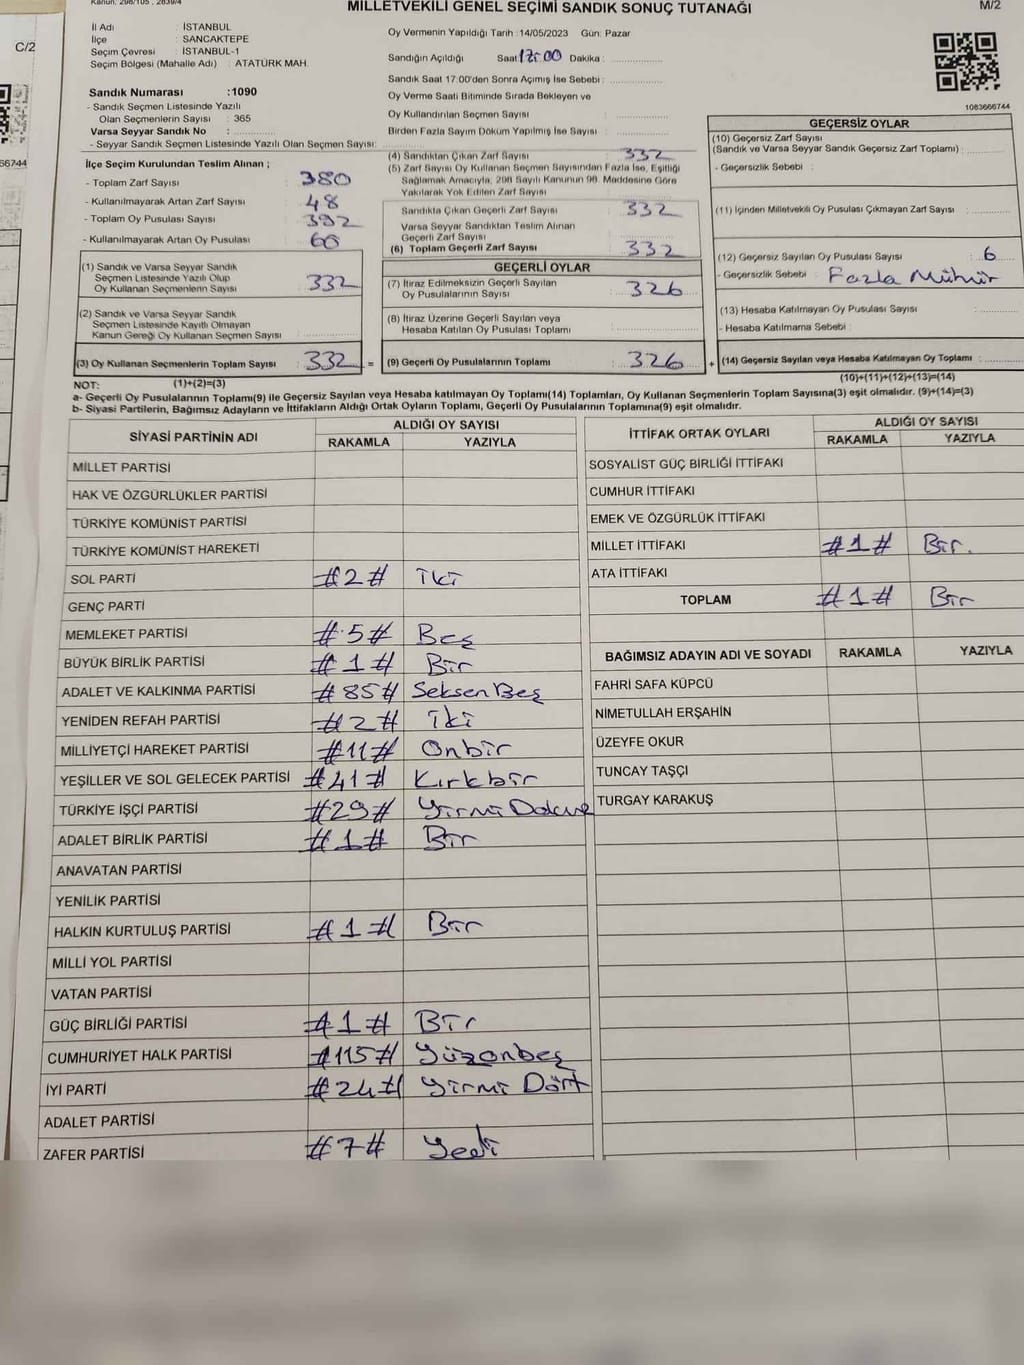 Kanun: 298/105 , 2839/4
MİLLETVEKİLİ GENEL SEÇİMİ SANDIK SONUÇ TUTANAĞI
M/2
C/2
İl Adı : İSTANBUL
İlçe : SANCAKTEPE
Seçim Çevresi : İSTANBUL-1
Seçim Bölgesi (Mahalle Adı) : ATATÜRK MAH.
Sandık Numarası :1090
- Sandık Seçmen Listesinde Yazılı
Olan Seçmenlerin Sayısı : 365
Varsa Seyyar Sandık No :
- Seyyar Sandık Seçmen Listesinde Yazılı Olan Seçmen Sayısı:
Oy Vermenin Yapıldığı Tarih :14/05/2023 Gün: Pazar
Sandığın Açıldığı Saat 17:00 Dakika :
Sandık Saat 17:00'den Sonra Açımış İse Sebebi :
Oy Verme Saati Bitiminde Sırada Bekleyen ve
Oy Kullandırılan Seçmen Sayısı :
Birden Fazla Sayım Döküm Yapılmış İse Sayısı :
1083666744
66744
İlçe Seçim Kurulundan Teslim Alınan ;
- Toplam Zarf Sayısı : 380
- Kullanılmayarak Artan Zarf Sayısı : 48
- Toplam Oy Pusulası Sayısı : 392
- Kullanılmayarak Artan Oy Pusulası : 60
(1) Sandık ve Varsa Seyyar Sandık
Seçmen Listesinde Yazılı Olup
Oy Kullanan Seçmenlerin Sayısı : 332
(2) Sandık ve Varsa Seyyar Sandık
Seçmen Listesinde Kayıtlı Olmayan
Kanun Gereği Oy Kullanan Seçmen Sayısı :
(3) Oy Kullanan Seçmenlerin Toplam Sayısı : 332 =
(4) Sandıktan Çıkan Zarf Sayısı : 332
(5) Zarf Sayısı Oy Kullanan Seçmen Sayısından Fazla İse, Eşitliği
Sağlamak Amacıyla, 298 Sayılı Kanunun 98. Maddesine Göre
Yakılarak Yok Edilen Zarf Sayısı :
Sandıkta Çıkan Geçerli Zarf Sayısı : 332
Varsa Seyyar Sandıktan Teslim Alınan
Geçerli Zarf Sayısı :
(6) Toplam Geçerli Zarf Sayısı : 332
GEÇERLİ OYLAR
(7) İtiraz Edilmeksizin Geçerli Sayılan
Oy Pusulalarının Sayısı : 326
(8) İtiraz Üzerine Geçerli Sayılan veya
Hesaba Katılan Oy Pusulası Toplamı :
(9) Geçerli Oy Pusulalarının Toplamı : 326 +
GEÇERSİZ OYLAR
(10) Geçersiz Zarf Sayısı
(Sandık ve Varsa Seyyar Sandık Geçersiz Zarf Toplamı) :
- Geçersizlik Sebebi :
(11) İçinden Milletvekili Oy Pusulası Çıkmayan Zarf Sayısı :
(12) Geçersiz Sayılan Oy Pusulası Sayısı : 6
- Geçersizlik Sebebi : Fazla Mühür
(13) Hesaba Katılmayan Oy Pusulası Sayısı :
- Hesaba Katılmama Sebebi :
(14) Geçersiz Sayılan veya Hesaba Katılmayan Oy Toplamı :
NOT: (1)+(2)=(3) (10)+(11)+(12)+(13)=(14)
a- Geçerli Oy Pusulalarının Toplamı(9) ile Geçersiz Sayılan veya Hesaba katılmayan Oy Toplamı(14) Toplamları, Oy Kullanan Seçmenlerin Toplam Sayısına(3) eşit olmalıdır. (9)+(14)=(3)
b- Siyasi Partilerin, Bağımsız Adayların ve İttifakların Aldığı Ortak Oyların Toplamı, Geçerli Oy Pusulalarının Toplamına(9) eşit olmalıdır.
SİYASİ PARTİNİN ADI ALDIĞI OY SAYISI
RAKAMLA YAZIYLA
MİLLET PARTİSİ
HAK VE ÖZGÜRLÜKLER PARTİSİ
TÜRKİYE KOMÜNİST PARTİSİ
TÜRKİYE KOMÜNİST HAREKETİ
SOL PARTİ #2# iki
GENÇ PARTİ
MEMLEKET PARTİSİ #5# Beş
BÜYÜK BİRLİK PARTİSİ #1# Bir
ADALET VE KALKINMA PARTİSİ #85# Seksen Beş
YENİDEN REFAH PARTİSİ #2# iki
MİLLİYETÇİ HAREKET PARTİSİ #11# Onbir
YEŞİLLER VE SOL GELECEK PARTİSİ #41# Kırkbir
TÜRKİYE İŞÇİ PARTİSİ #29# Yirmi Dokuz
ADALET BİRLİK PARTİSİ #1# Bir
ANAVATAN PARTİSİ
YENİLİK PARTİSİ
HALKIN KURTULUŞ PARTİSİ #1# Bir
MİLLİ YOL PARTİSİ
VATAN PARTİSİ
GÜÇ BİRLİĞİ PARTİSİ #1# Bir
CUMHURİYET HALK PARTİSİ #115# Yüzonbeş
İYİ PARTİ #24# Yirmi Dört
ADALET PARTİSİ
ZAFER PARTİSİ #7# Yedi
İTTİFAK ORTAK OYLARI ALDIĞI OY SAYISI
RAKAMLA YAZIYLA
SOSYALİST GÜÇ BİRLİĞİ İTTİFAKI
CUMHUR İTTİFAKI
EMEK VE ÖZGÜRLÜK İTTİFAKI
MİLLET İTTİFAKI #1# Bir.
ATA İTTİFAKI
TOPLAM #1# Bir
BAĞIMSIZ ADAYIN ADI VE SOYADI RAKAMLA YAZIYLA
FAHRİ SAFA KÜPCÜ
NİMETULLAH ERŞAHİN
ÜZEYFE OKUR
TUNCAY TAŞÇI
TURGAY KARAKUŞ